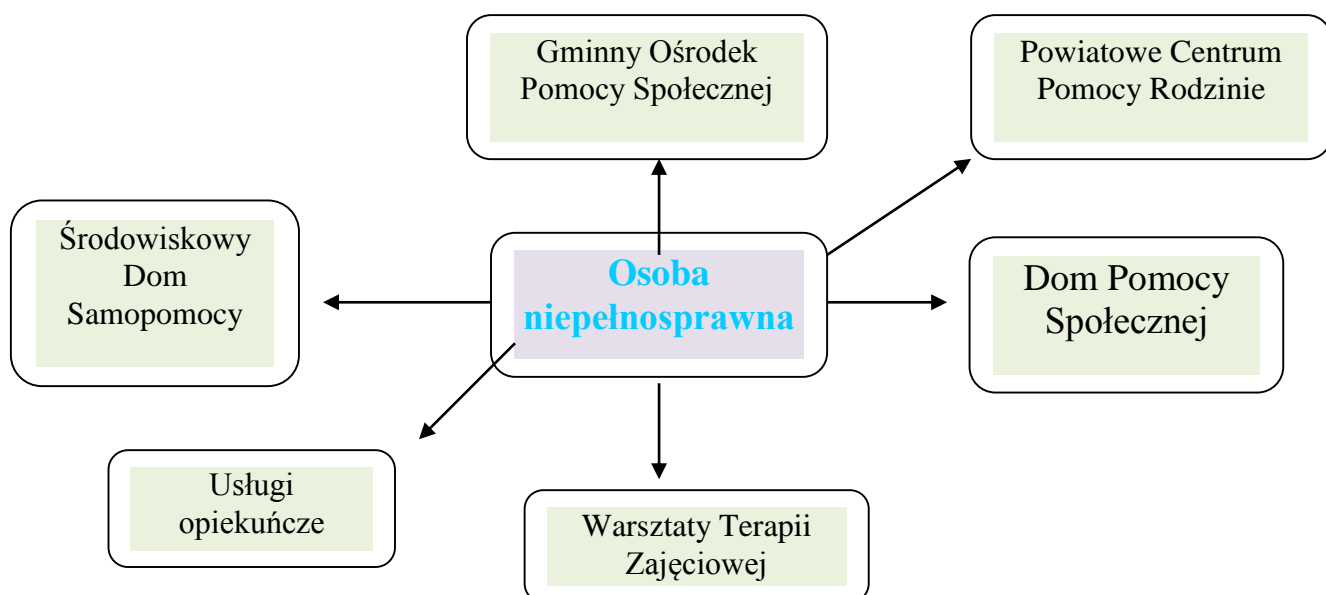 Gminny Ośrodek
Pomocy Społecznej
Powiatowe Centrum
Pomocy Rodzinie
Środowiskowy
Dom
Samopomocy
Osoba
niepełnosprawna
Dom Pomocy
Społecznej
Usługi
opiekuńcze
Warsztaty Terapii
Zajęciowej